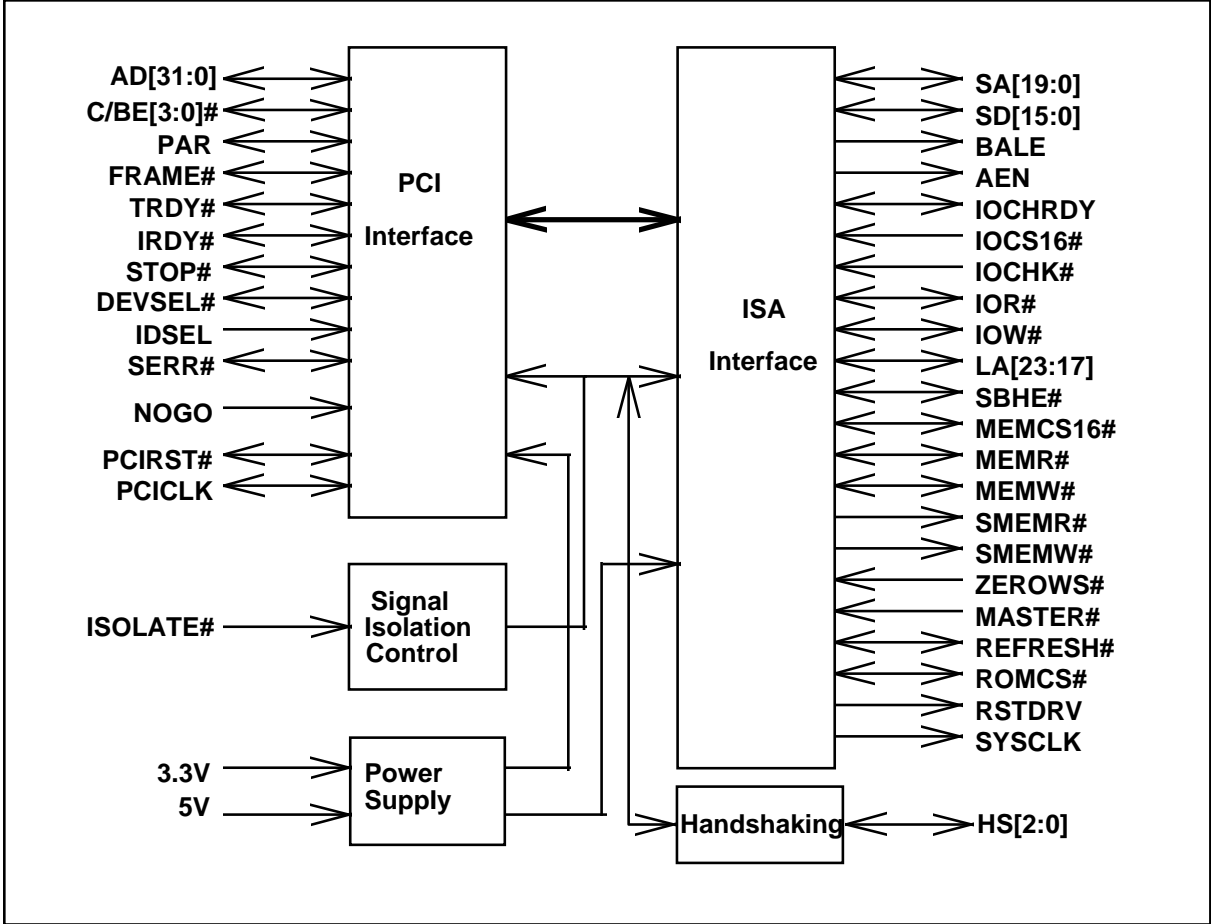 AD[31:0]
C/BE[3:0]#
PAR
FRAME#
TRDY#
IRDY#
STOP#
DEVSEL#
IDSEL
SERR#
NOGO
PCIRST#
PCICLK
PCI
Interface
ISOLATE#
Signal
Isolation
Control
3.3V
5V
Power
Supply
ISA
Interface
Handshaking
SA[19:0]
SD[15:0]
BALE
AEN
IOCHRDY
IOCS16#
IOCHK#
IOR#
IOW#
LA[23:17]
SBHE#
MEMCS16#
MEMR#
MEMW#
SMEMR#
SMEMW#
ZEROWS#
MASTER#
REFRESH#
ROMCS#
RSTDRV
SYSCLK
HS[2:0]